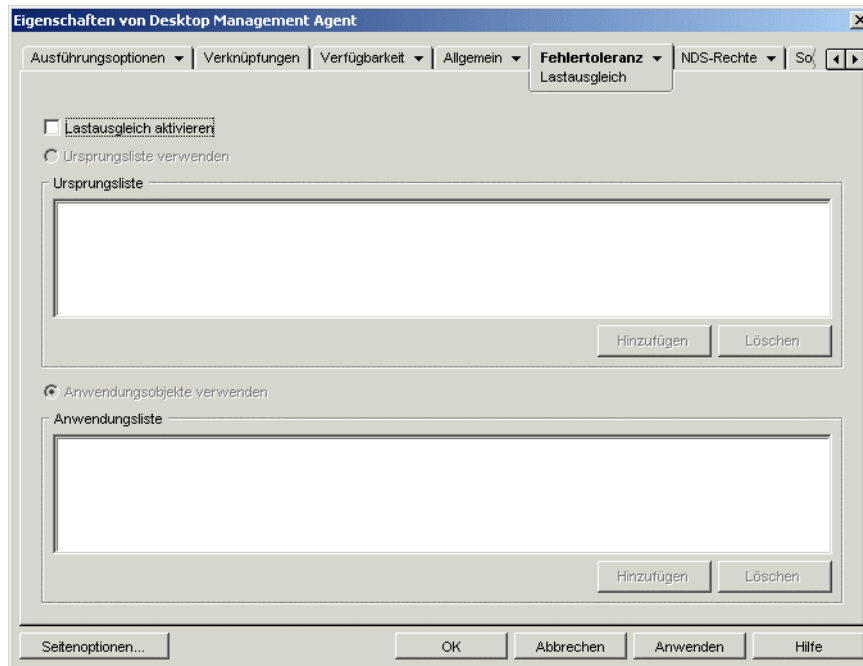 Eigenschaften von Desktop Management Agent
Ausführungsoptionen Verknüpfungen Verfügbarkeit Allgemein Fehlertoleranz NDS-Rechte So
Lastausgleich
Lastausgleich aktivieren
Ursprungsliste verwenden
Ursprungsliste
Hinzufügen Löschen
Anwendungsobjekte verwenden
Anwendungsliste
Hinzufügen Löschen
Seitenoptionen... OK Abbrechen Anwenden Hilfe